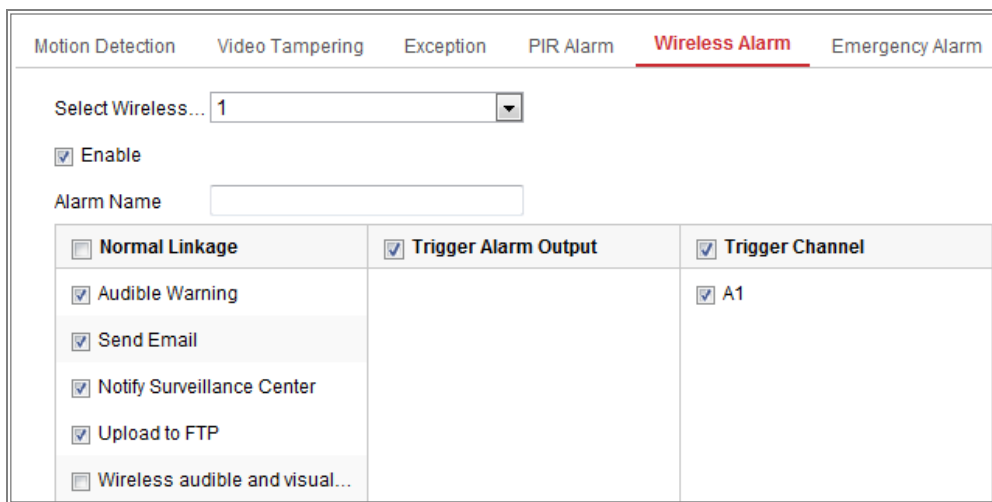 Motion Detection Video Tampering Exception PIR Alarm Wireless Alarm Emergency Alarm
Select Wireless... 1
Enable
Alarm Name
Normal Linkage Trigger Alarm Output Trigger Channel
Audible Warning A1
Send Email
Notify Surveillance Center
Upload to FTP
Wireless audible and visual...